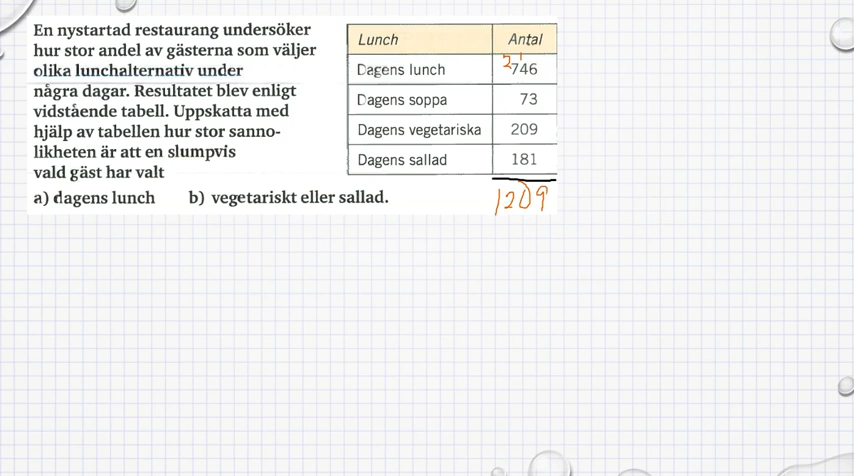 En nystartad restaurang undersöker
hur stor andel av gästerna som väljer
olika lunchalternativ under
några dagar. Resultatet blev enligt
vidstående tabell. Uppskatta med
hjälp av tabellen hur stor sanno-
likheten är att en slumpvis
vald gäst har valt
a) dagens lunch b) vegetariskt eller sallad.
Lunch Antal
2 1
Dagens lunch 746
Dagens soppa 73
Dagens vegetariska 209
Dagens sallad 181
1209